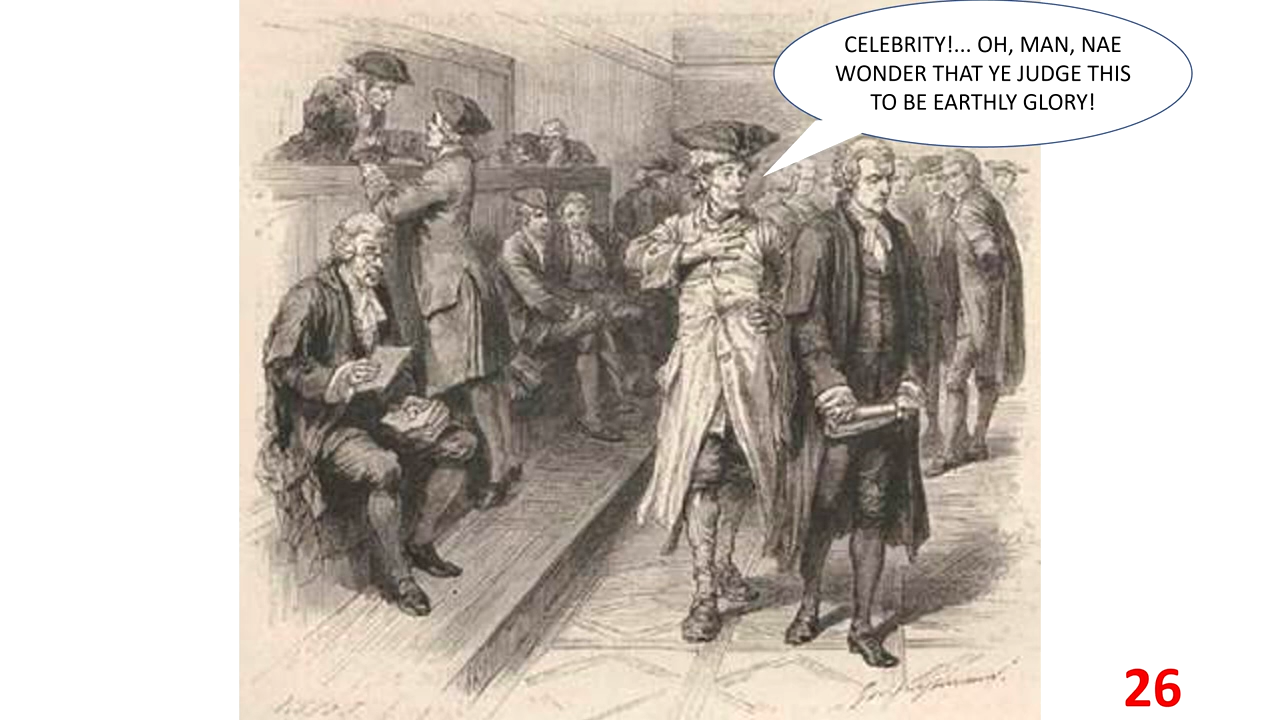 CELEBRITY!... OH, MAN, NAE
WONDER THAT YE JUDGE THIS
TO BE EARTHLY GLORY!
26